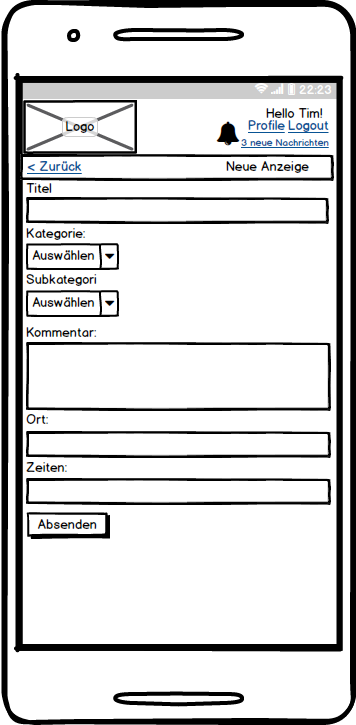 22:23
Logo
Hello Tim!
Profile Logout
3 neue Nachrichten
< Zurück Neue Anzeige
Titel
Kategorie:
Auswählen
Subkategori
Auswählen
Kommentar:
Ort:
Zeiten:
Absenden